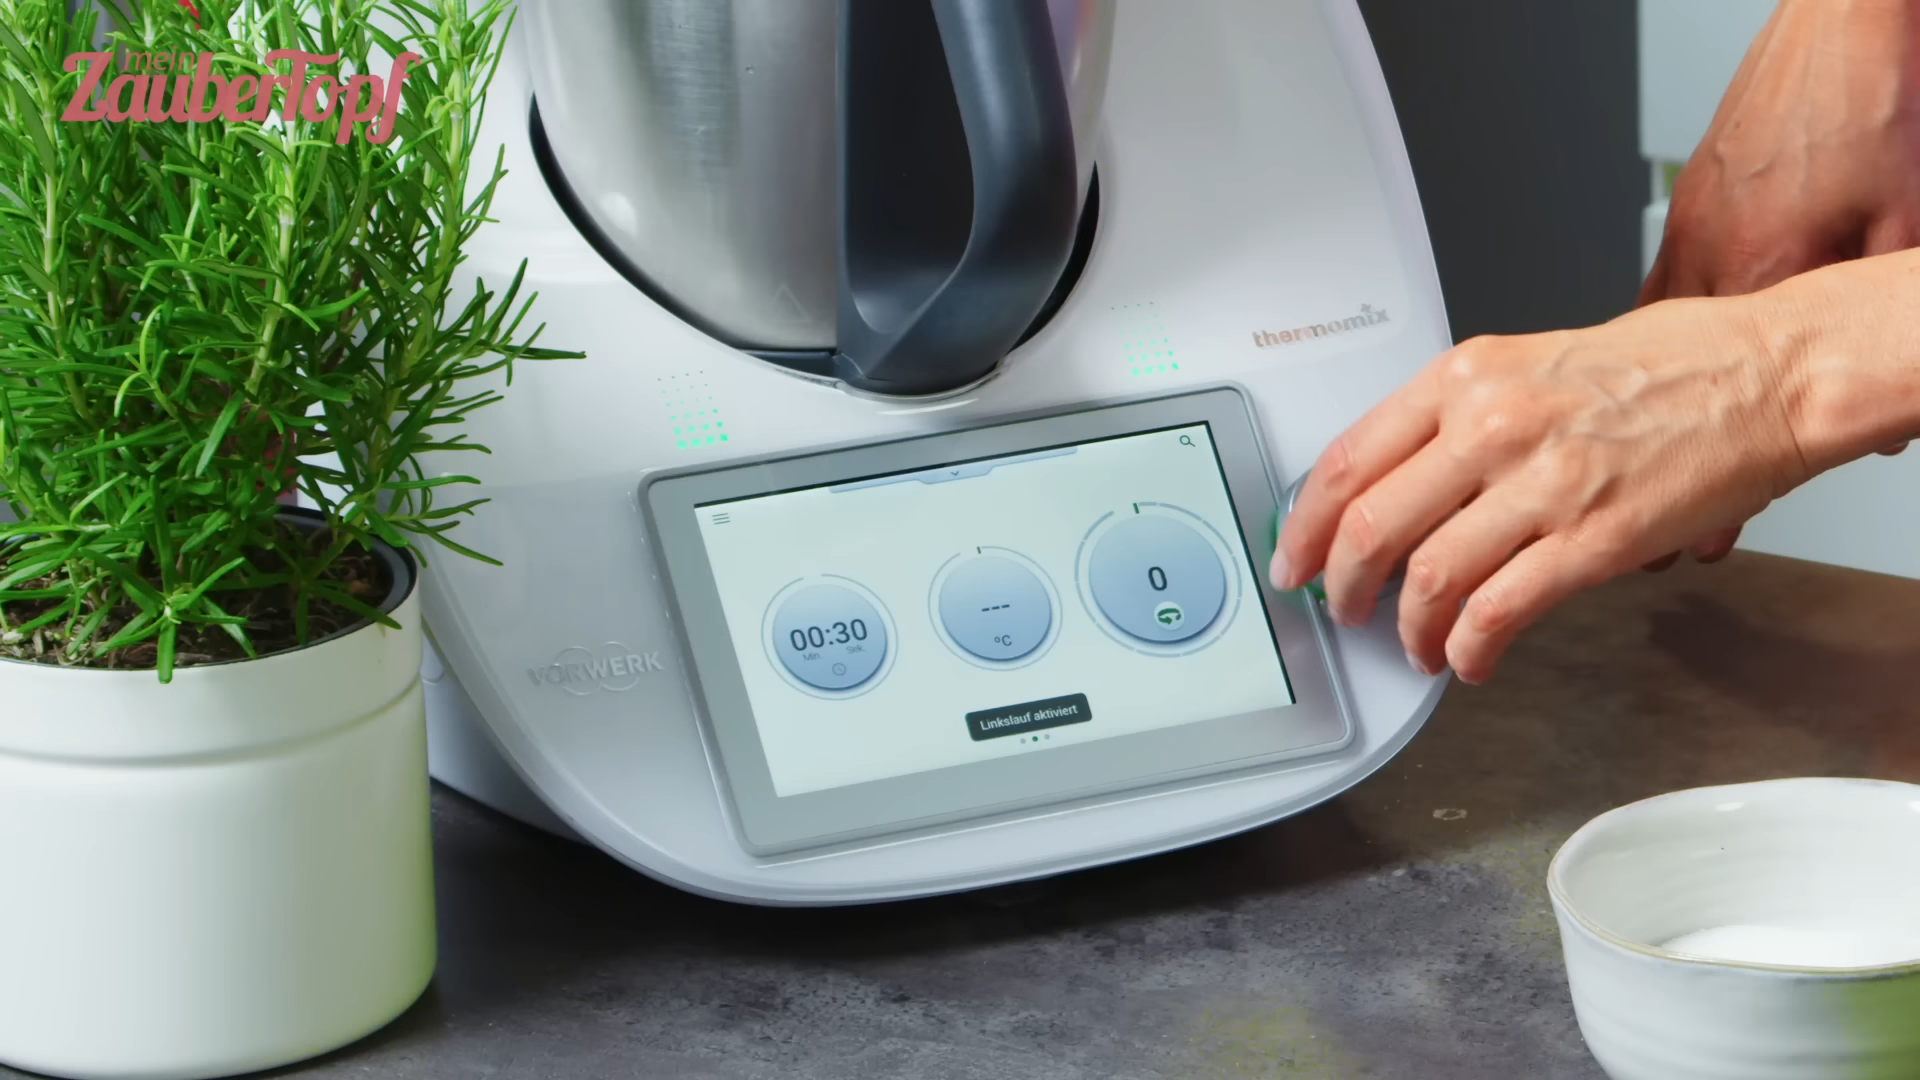 mein
ZauberTopf
thermomix
VORWERK
00:30
Min. Sek.
---
°C
0
Linkslauf aktiviert